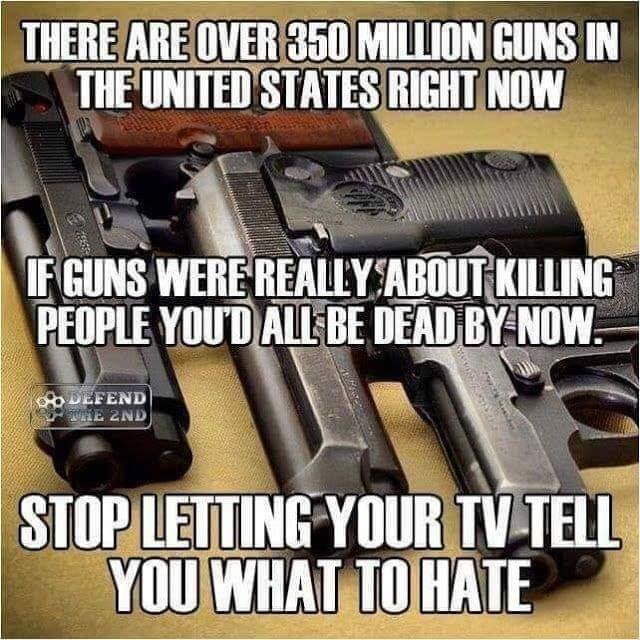 THERE ARE OVER 350 MILLION GUNS IN
THE UNITED STATES RIGHT NOW
IF GUNS WERE REALLY ABOUT KILLING
PEOPLE YOU'D ALL BE DEAD BY NOW.
DEFEND
THE 2ND
STOP LETTING YOUR TV TELL
YOU WHAT TO HATE